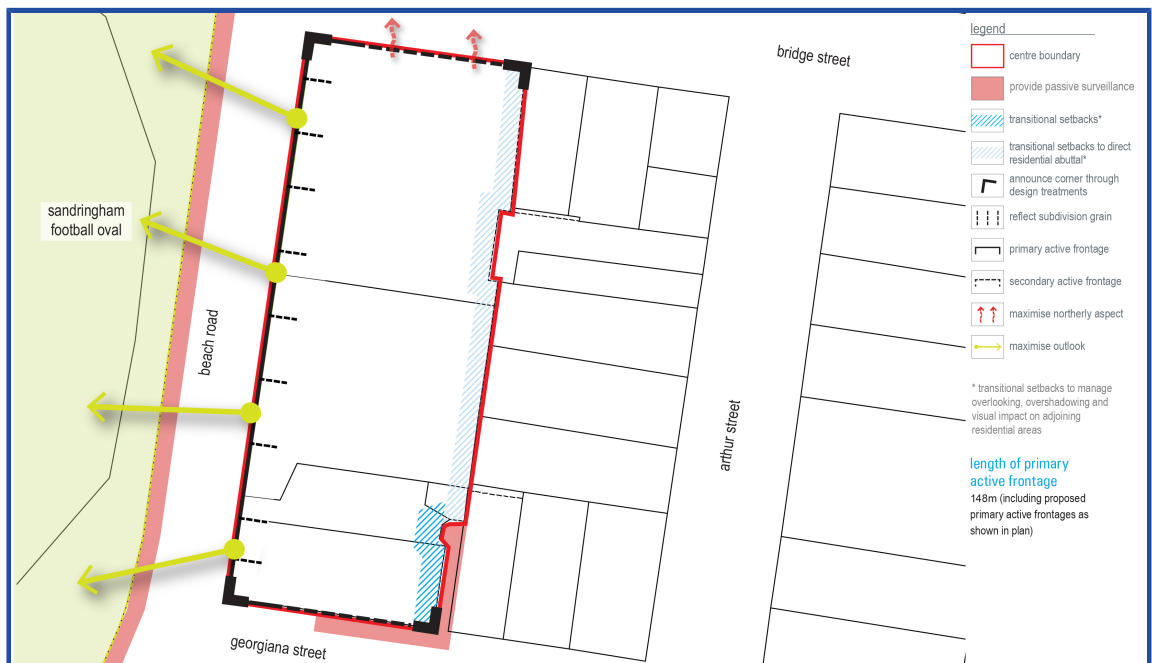 bridge street
sandringham
football oval
beach road
arthur street
georgiana street
legend
centre boundary
provide passive surveillance
transitional setbacks*
transitional setbacks to direct
residential abuttal*
announce corner through
design treatments
reflect subdivision grain
primary active frontage
secondary active frontage
maximise northerly aspect
maximise outlook
* transitional setbacks to manage
overlooking, overshadowing and
visual impact on adjoining
residential areas
length of primary
active frontage
148m (including proposed
primary active frontages as
shown in plan)